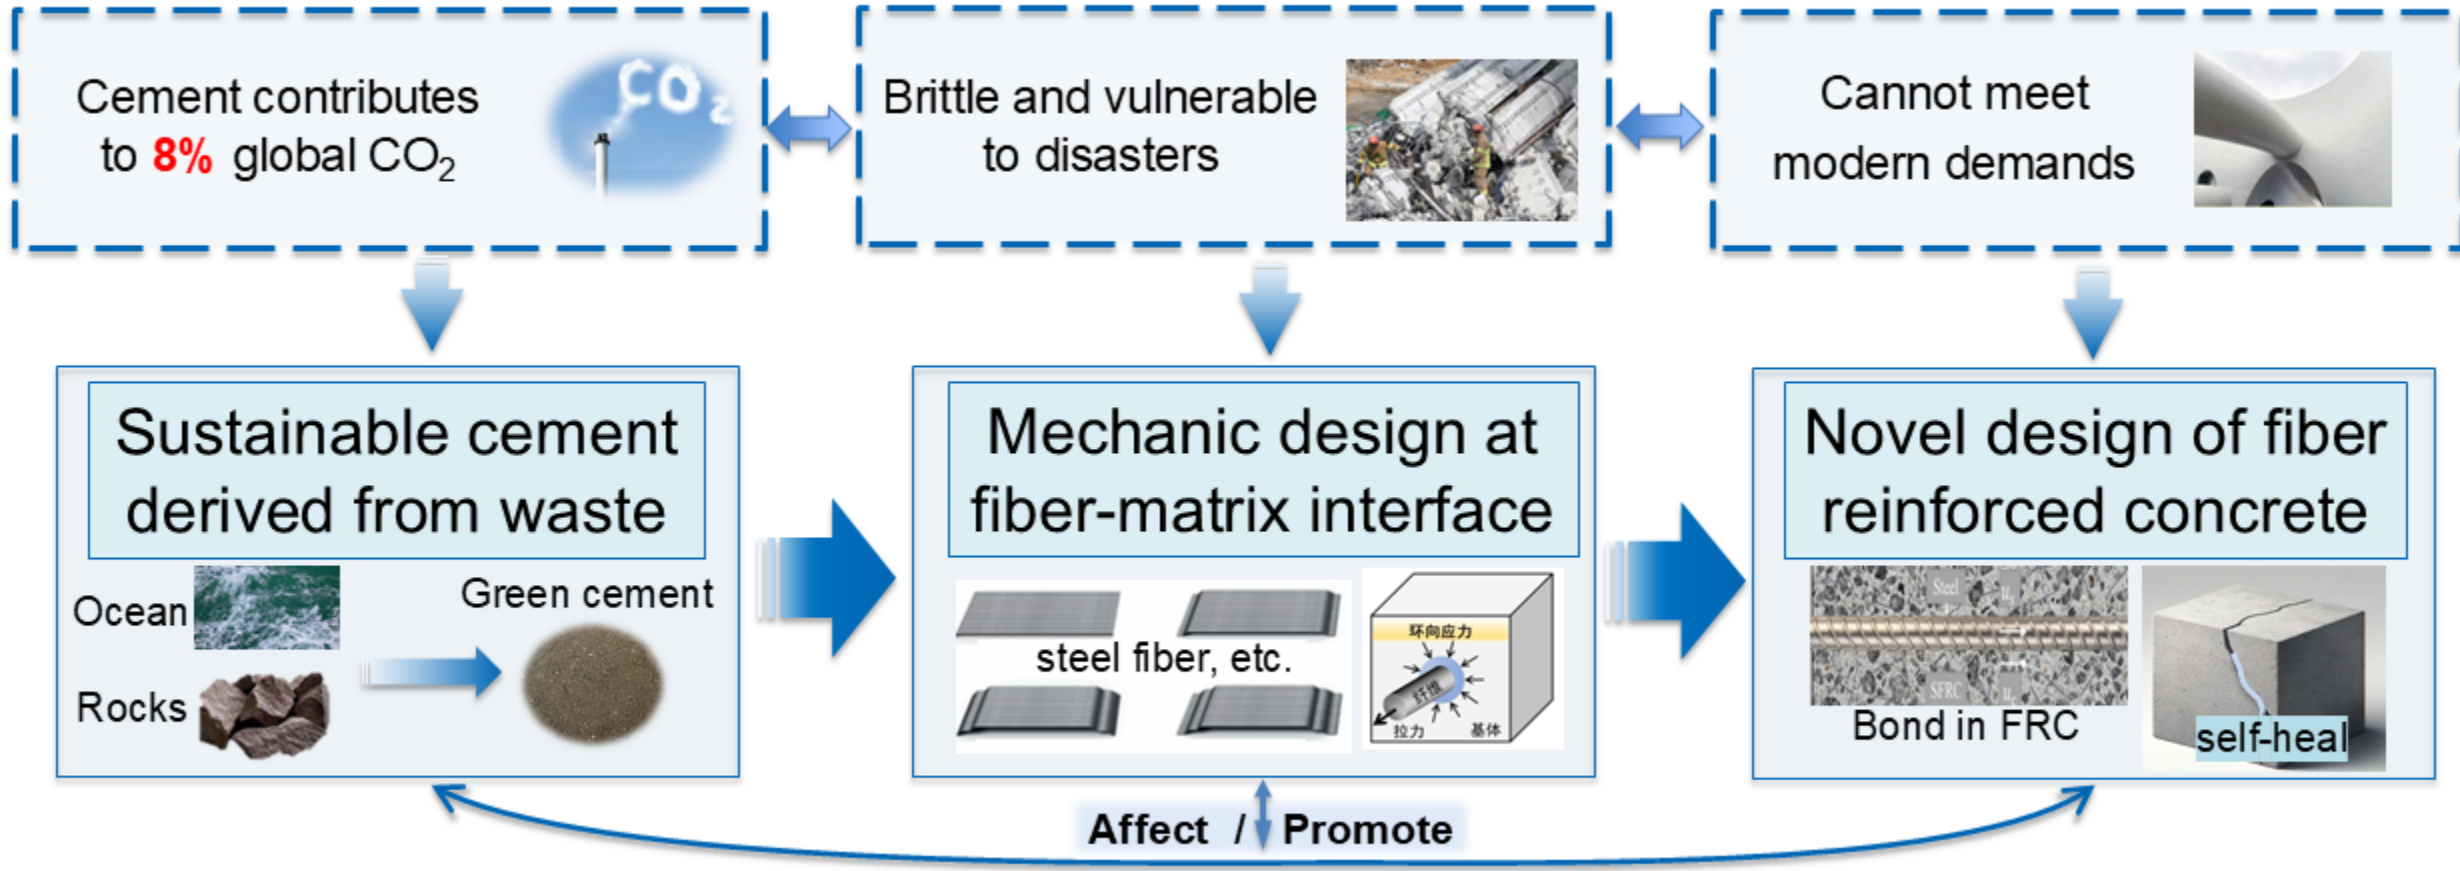 Cement contributes
to 8% global CO₂
CO₂
Brittle and vulnerable
to disasters
Cannot meet
modern demands
Sustainable cement
derived from waste
Ocean
Rocks
Green cement
Mechanic design at
fiber-matrix interface
steel fiber, etc.
环向应力
纤维
拉力
基体
Novel design of fiber
reinforced concrete
Steel
SFRC
Bond in FRC
self-heal
Affect / Promote